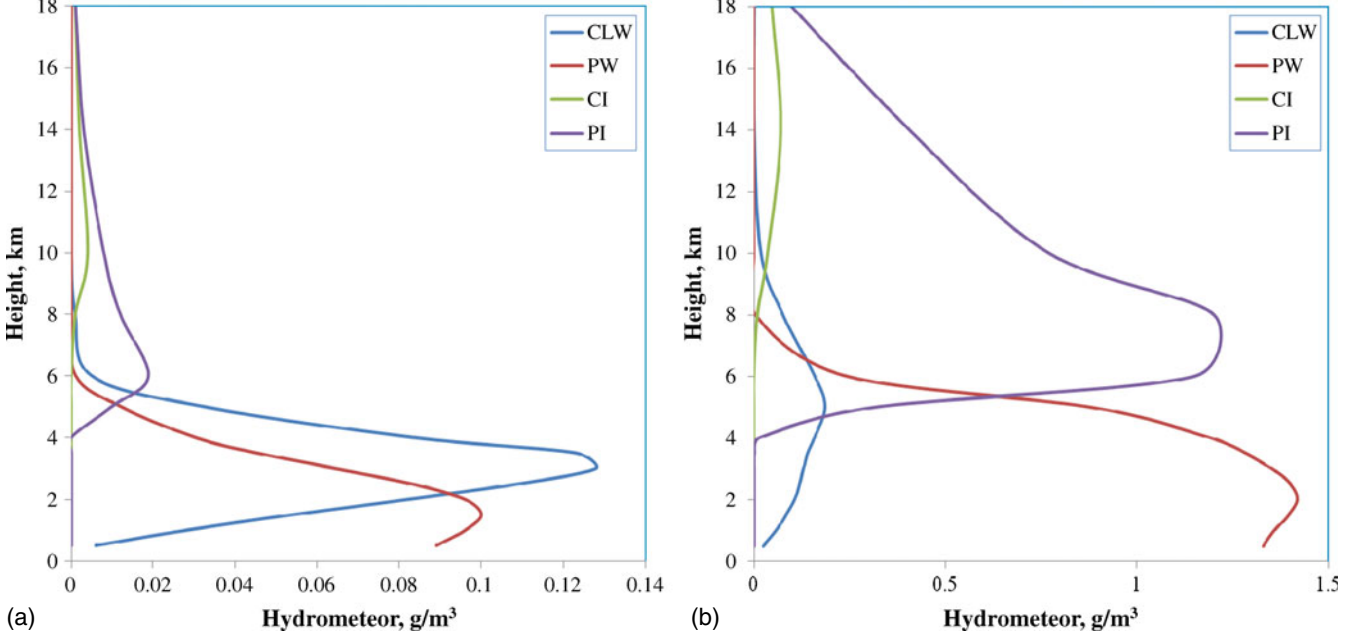 18
16
14
12
10
8
6
4
2
0
Height, km
CLW
PW
CI
PI
0 0.02 0.04 0.06 0.08 0.1 0.12 0.14
(a) Hydrometeor, g/m³
18
16
14
12
10
8
6
4
2
0
Height, km
CLW
PW
CI
PI
0 0.5 1 1.5
(b) Hydrometeor, g/m³